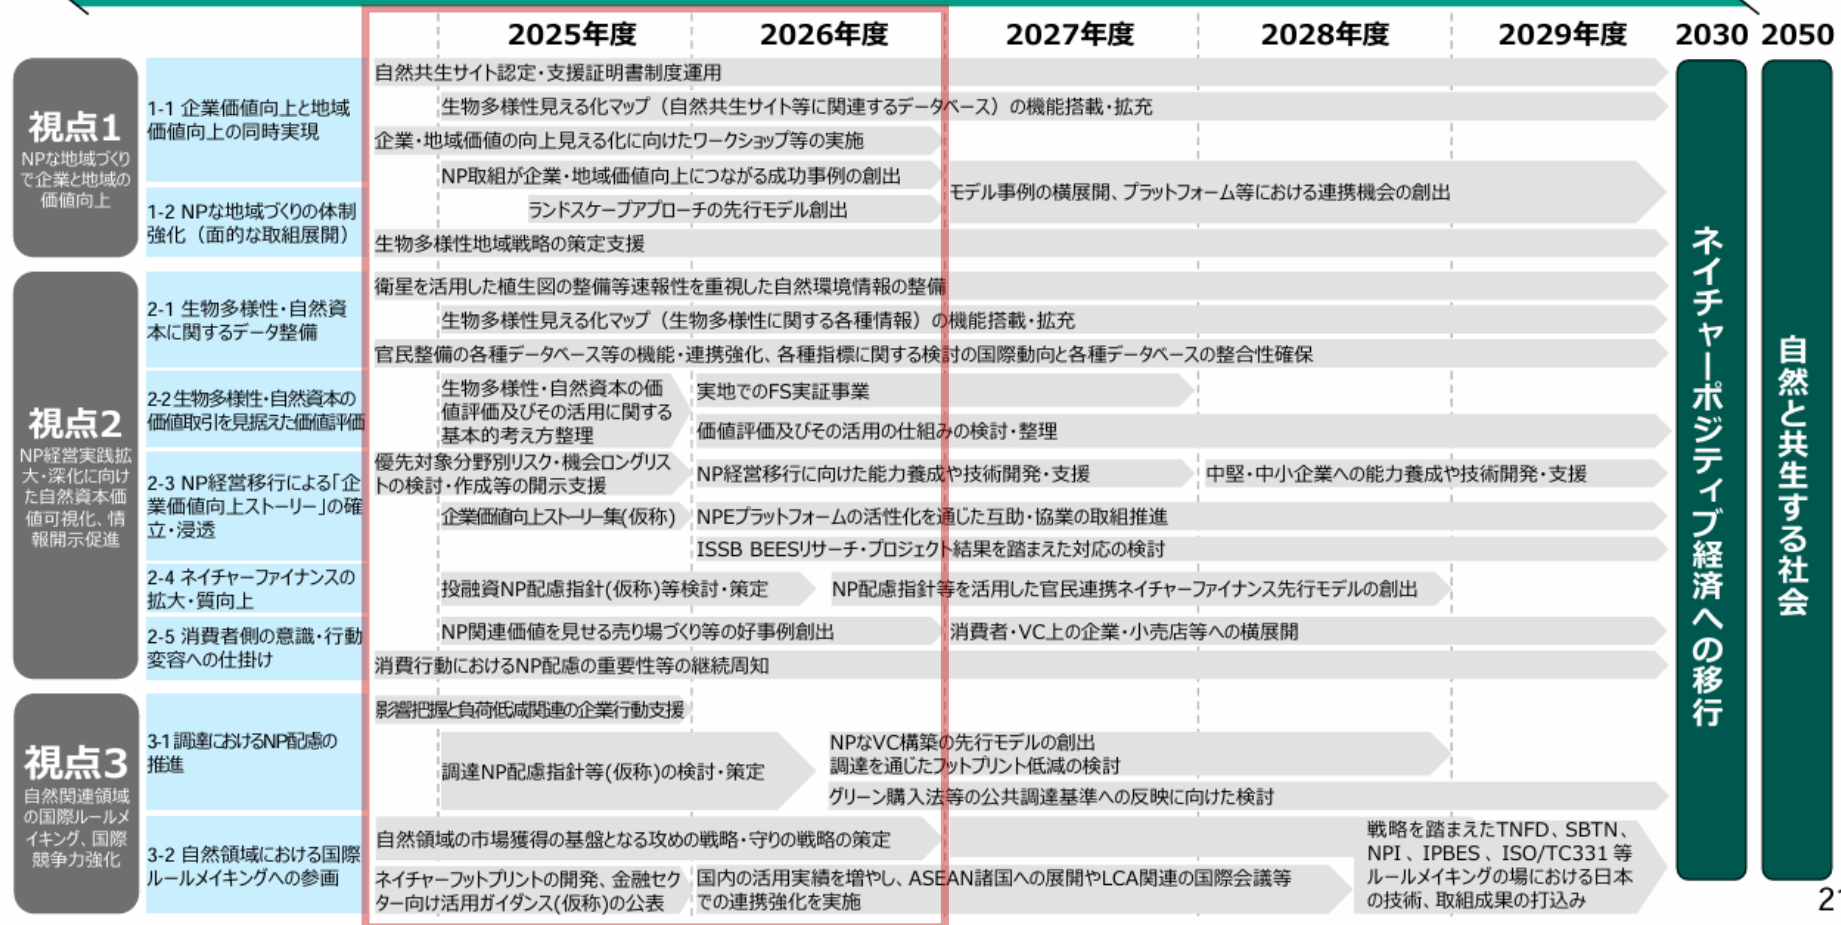 2025年度
2026年度
2027年度
2028年度
2029年度
2030
2050
視点1
NPな地域づくり
で企業と地域の
価値向上
1-1 企業価値向上と地域
価値向上の同時実現
自然共生サイト認定・支援証明書制度運用
生物多様性見える化マップ（自然共生サイト等に関連するデータベース）の機能搭載・拡充
企業・地域価値の向上見える化に向けたワークショップ等の実施
NP取組が企業・地域価値向上につながる成功事例の創出
モデル事例の横展開、プラットフォーム等における連携機会の創出
1-2 NPな地域づくりの体制
強化（面的な取組展開）
ランドスケープアプローチの先行モデル創出
生物多様性地域戦略の策定支援
視点2
NP経営実践拡
大・深化に向け
た自然資本価
値可視化、情
報開示促進
2-1 生物多様性・自然資
本に関するデータ整備
衛星を活用した植生図の整備等速報性を重視した自然環境情報の整備
生物多様性見える化マップ（生物多様性に関する各種情報）の機能搭載・拡充
官民整備の各種データベース等の機能・連携強化、各種指標に関する検討の国際動向と各種データベースの整合性確保
2-2 生物多様性・自然資本の
価値取引を見据えた価値評価
生物多様性・自然資本の価
値評価及びその活用に関する
基本的考え方整理
実地でのFS実証事業
価値評価及びその活用の仕組みの検討・整理
2-3 NP経営移行による「企
業価値向上ストーリー」の確
立・浸透
優先対象分野別リスク・機会ロングリス
トの検討・作成等の開示支援
NP経営移行に向けた能力養成や技術開発・支援
中堅・中小企業への能力養成や技術開発・支援
企業価値向上ストーリー集(仮称)
NPEプラットフォームの活性化を通じた互助・協業の取組推進
ISSB BEESリサーチ・プロジェクト結果を踏まえた対応の検討
2-4 ネイチャーファイナンスの
拡大・質向上
投融資NP配慮指針(仮称)等検討・策定
NP配慮指針等を活用した官民連携ネイチャーファイナンス先行モデルの創出
2-5 消費者側の意識・行動
変容への仕掛け
NP関連価値を見せる売り場づくり等の好事例創出
消費者・VC上の企業・小売店等への横展開
消費行動におけるNP配慮の重要性等の継続周知
視点3
自然関連領域
の国際ルールメ
イキング、国際
競争力強化
3-1 調達におけるNP配慮の
推進
影響把握と負荷低減関連の企業行動支援
調達NP配慮指針等(仮称)の検討・策定
NPなVC構築の先行モデルの創出
調達を通じたフットプリント低減の検討
グリーン購入法等の公共調達基準への反映に向けた検討
3-2 自然領域における国際
ルールメイキングへの参画
自然領域の市場獲得の基盤となる攻めの戦略・守りの戦略の策定
ネイチャーフットプリントの開発、金融セク
ター向け活用ガイダンス(仮称)の公表
国内の活用実績を増やし、ASEAN諸国への展開やLCA関連の国際会議等
での連携強化を実施
戦略を踏まえたTNFD、SBTN、
NPI 、IPBES 、ISO/TC331 等
ルールメイキングの場における日本
の技術、取組成果の打込み
ネイチャーポジティブ経済への移行
自然と共生する社会